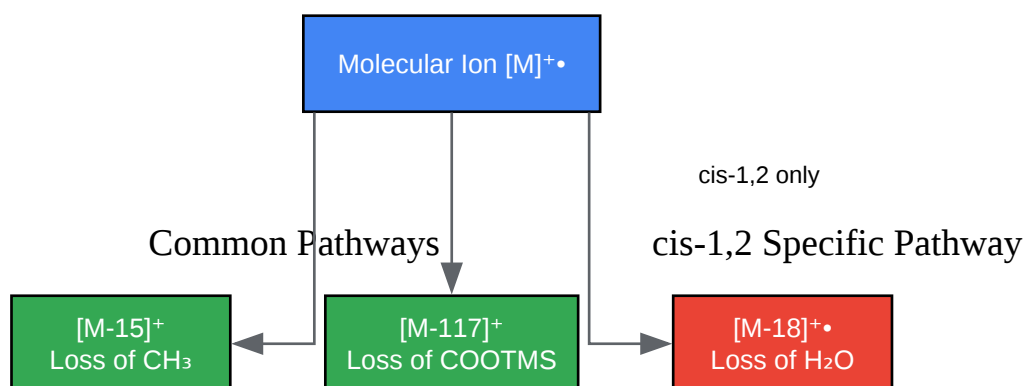 Molecular Ion [M]⁺•
cis-1,2 only
Common Pathways
cis-1,2 Specific Pathway
[M-15]⁺
Loss of CH₃
[M-117]⁺
Loss of COOTMS
[M-18]⁺•
Loss of H₂O